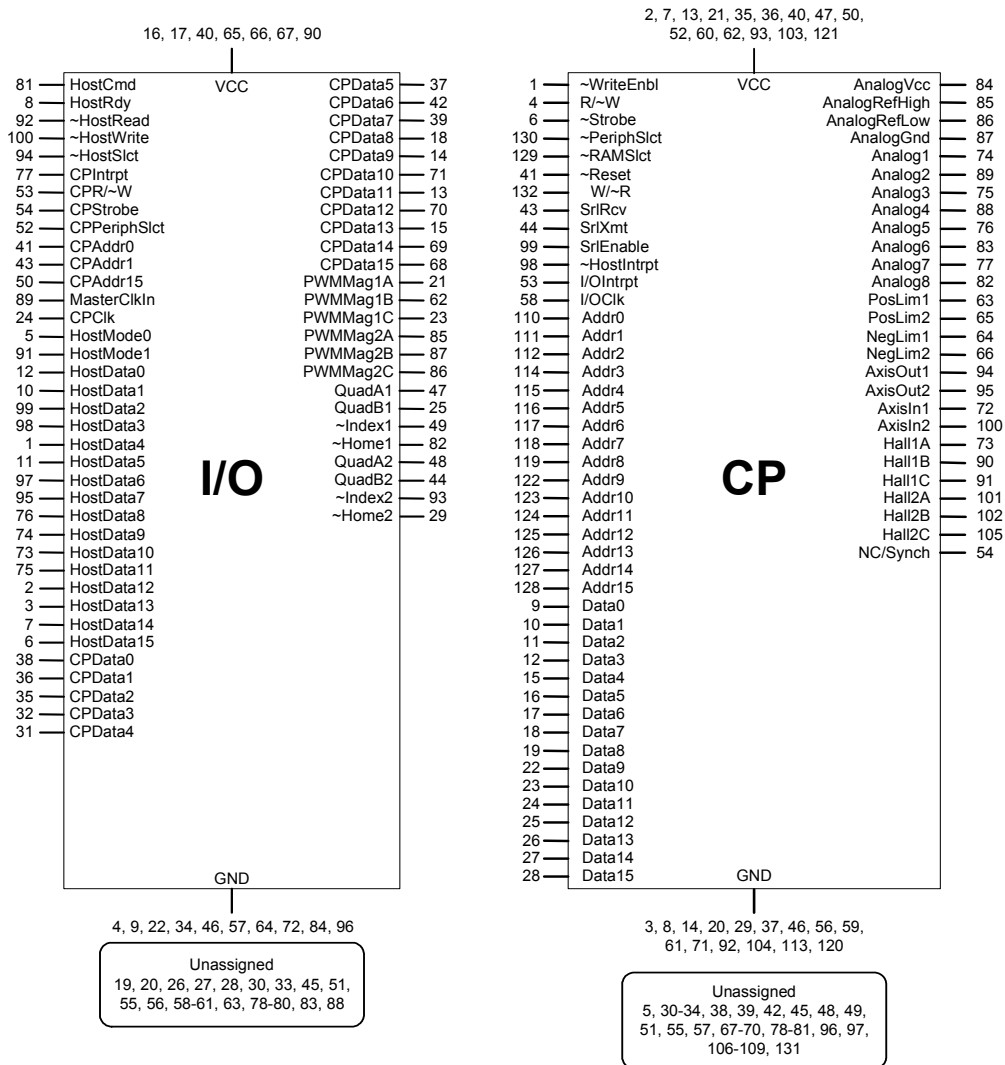 16, 17, 40, 65, 66, 67, 90
VCC
81 HostCmd
8 HostRdy
92 ~HostRead
100 ~HostWrite
94 ~HostSlct
77 CPIntrpt
53 CPR/~W
54 CPStrobe
52 CPPeriphSlct
41 CPAddr0
43 CPAddr1
50 CPAddr15
89 MasterClkIn
24 CPClk
5 HostMode0
91 HostMode1
12 HostData0
10 HostData1
99 HostData2
98 HostData3
1 HostData4
11 HostData5
97 HostData6
95 HostData7
76 HostData8
74 HostData9
73 HostData10
75 HostData11
2 HostData12
3 HostData13
7 HostData14
6 HostData15
38 CPData0
36 CPData1
35 CPData2
32 CPData3
31 CPData4
I/O
CPData5 37
CPData6 42
CPData7 39
CPData8 18
CPData9 14
CPData10 71
CPData11 13
CPData12 70
CPData13 15
CPData14 69
CPData15 68
PWMMag1A 21
PWMMag1B 62
PWMMag1C 23
PWMMag2A 85
PWMMag2B 87
PWMMag2C 86
QuadA1 47
QuadB1 25
~Index1 49
~Home1 82
QuadA2 48
QuadB2 44
~Index2 93
~Home2 29
GND
4, 9, 22, 34, 46, 57, 64, 72, 84, 96
Unassigned
19, 20, 26, 27, 28, 30, 33, 45, 51,
55, 56, 58-61, 63, 78-80, 83, 88
2, 7, 13, 21, 35, 36, 40, 47, 50,
52, 60, 62, 93, 103, 121
VCC
1 ~WriteEnbl
4 R/~W
6 ~Strobe
130 ~PeriphSlct
129 ~RAMSlct
41 ~Reset
132 W/~R
43 SrlRcv
44 SrlXmt
99 SrlEnable
98 ~HostIntrpt
53 I/OIntrpt
58 I/OClk
110 Addr0
111 Addr1
112 Addr2
114 Addr3
115 Addr4
116 Addr5
117 Addr6
118 Addr7
119 Addr8
122 Addr9
123 Addr10
124 Addr11
125 Addr12
126 Addr13
127 Addr14
128 Addr15
9 Data0
10 Data1
11 Data2
12 Data3
15 Data4
16 Data5
17 Data6
18 Data7
19 Data8
22 Data9
23 Data10
24 Data11
25 Data12
26 Data13
27 Data14
28 Data15
CP
AnalogVcc 84
AnalogRefHigh 85
AnalogRefLow 86
AnalogGnd 87
Analog1 74
Analog2 89
Analog3 75
Analog4 88
Analog5 76
Analog6 83
Analog7 77
Analog8 82
PosLim1 63
PosLim2 65
NegLim1 64
NegLim2 66
AxisOut1 94
AxisOut2 95
AxisIn1 72
AxisIn2 100
Hall1A 73
Hall1B 90
Hall1C 91
Hall2A 101
Hall2B 102
Hall2C 105
NC/Synch 54
GND
3, 8, 14, 20, 29, 37, 46, 56, 59,
61, 71, 92, 104, 113, 120
Unassigned
5, 30-34, 38, 39, 42, 45, 48, 49,
51, 55, 57, 67-70, 78-81, 96, 97,
106-109, 131